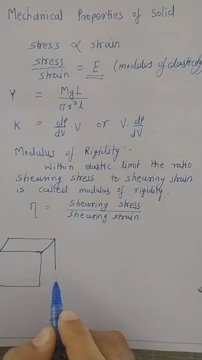 Mechanical Properties of Solid
stress ∝ strain
stress/strain = E (modulus of elasticity)
Y = MgL/πr²l
K = dP/dV V or V dP/dV
Modulus of Rigidity :-
within elastic limit the ratio
shearing stress to shearing strain
is called modulus of rigidity.
η = shearing stress/shearing strain